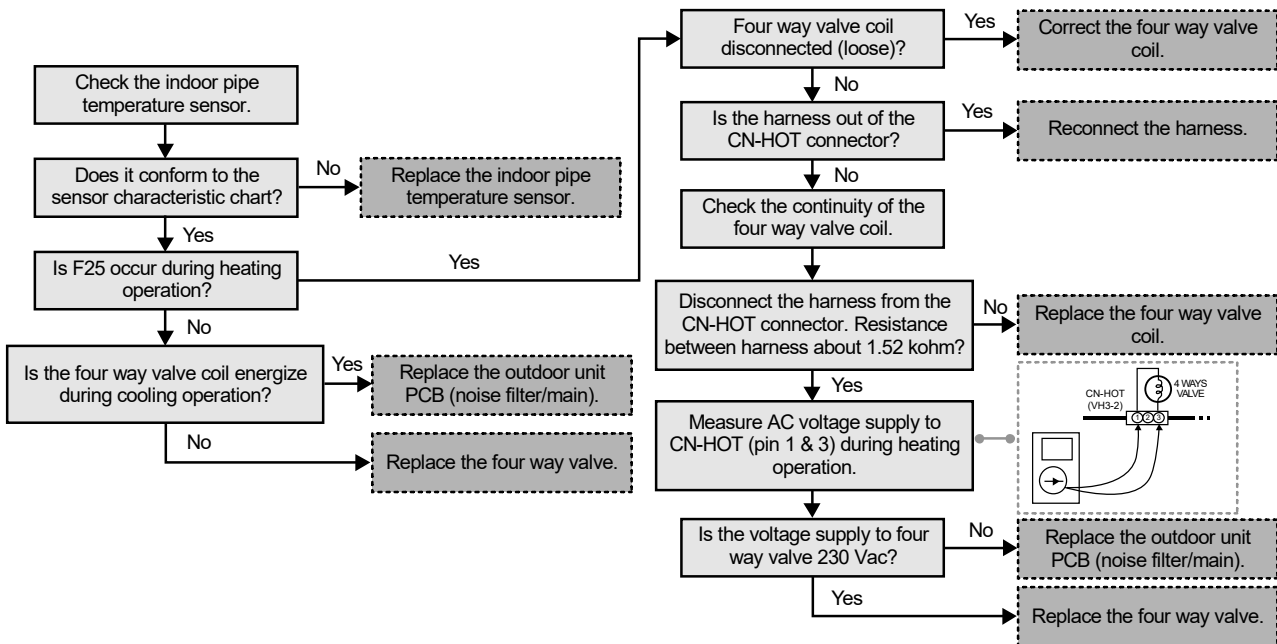 Check the indoor pipe
temperature sensor.
Does it conform to the
sensor characteristic chart?
No
Replace the indoor pipe
temperature sensor.
Yes
Is F25 occur during heating
operation?
Yes
No
Is the four way valve coil energize
during cooling operation?
Yes
Replace the outdoor unit
PCB (noise filter/main).
No
Replace the four way valve.
Four way valve coil
disconnected (loose)?
Yes
Correct the four way valve
coil.
No
Is the harness out of the
CN-HOT connector?
Yes
Reconnect the harness.
No
Check the continuity of the
four way valve coil.
Disconnect the harness from the
CN-HOT connector. Resistance
between harness about 1.52 kohm?
No
Replace the four way valve
coil.
Yes
Measure AC voltage supply to
CN-HOT (pin 1 & 3) during heating
operation.
CN-HOT
(VH3-2)
4 WAYS
VALVE
1 2 3
Is the voltage supply to four
way valve 230 Vac?
No
Replace the outdoor unit
PCB (noise filter/main).
Yes
Replace the four way valve.